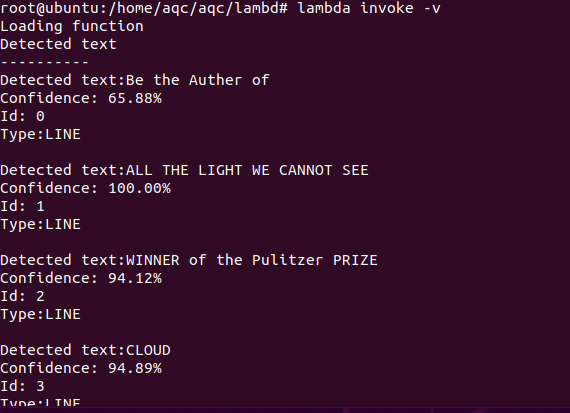 root@ubuntu:/home/aqc/aqc/lambd# lambda invoke -v
Loading function
Detected text
----------
Detected text:Be the Auther of
Confidence: 65.88%
Id: 0
Type:LINE
Detected text:ALL THE LIGHT WE CANNOT SEE
Confidence: 100.00%
Id: 1
Type:LINE
Detected text:WINNER of the Pulitzer PRIZE
Confidence: 94.12%
Id: 2
Type:LINE
Detected text:CLOUD
Confidence: 94.89%
Id: 3
Type:LINE